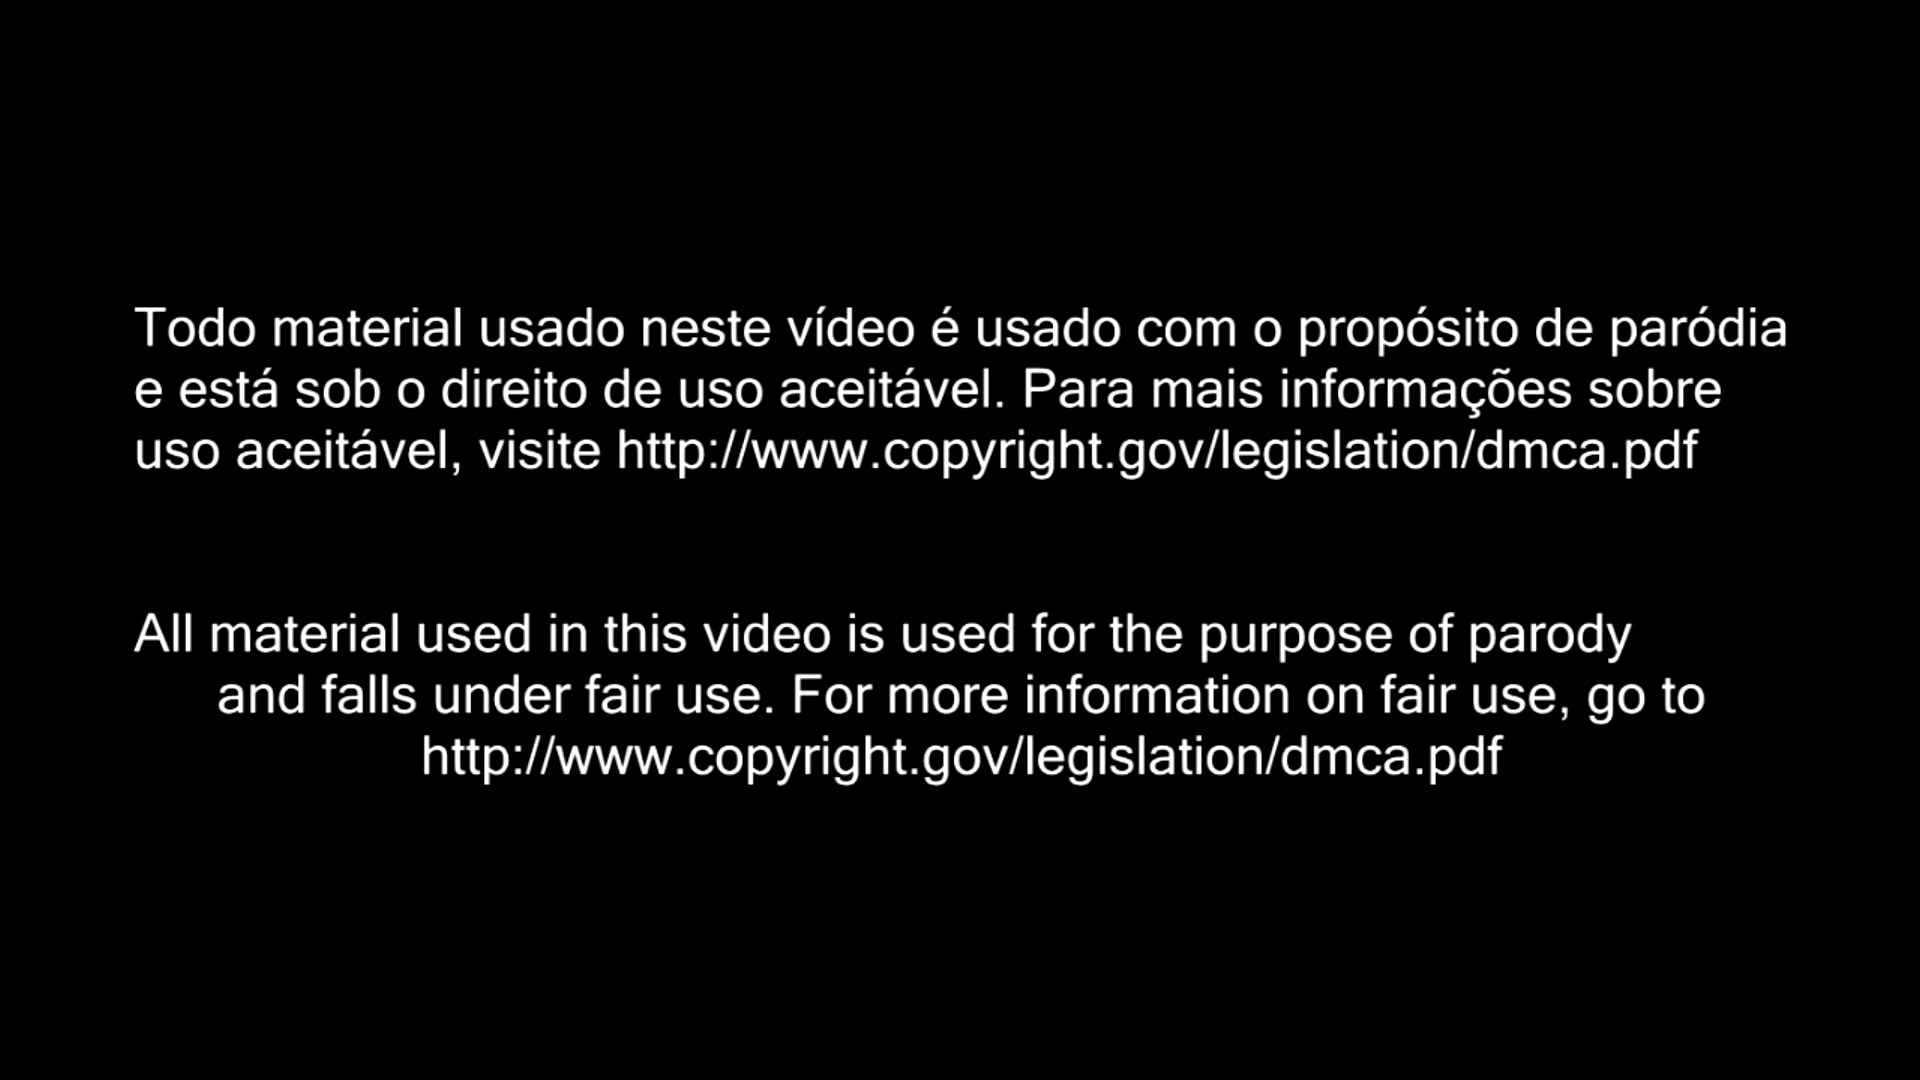 Todo material usado neste vídeo é usado com o propósito de paródia
e está sob o direito de uso aceitável. Para mais informações sobre
uso aceitável, visite http://www.copyright.gov/legislation/dmca.pdf
All material used in this video is used for the purpose of parody
and falls under fair use. For more information on fair use, go to
http://www.copyright.gov/legislation/dmca.pdf